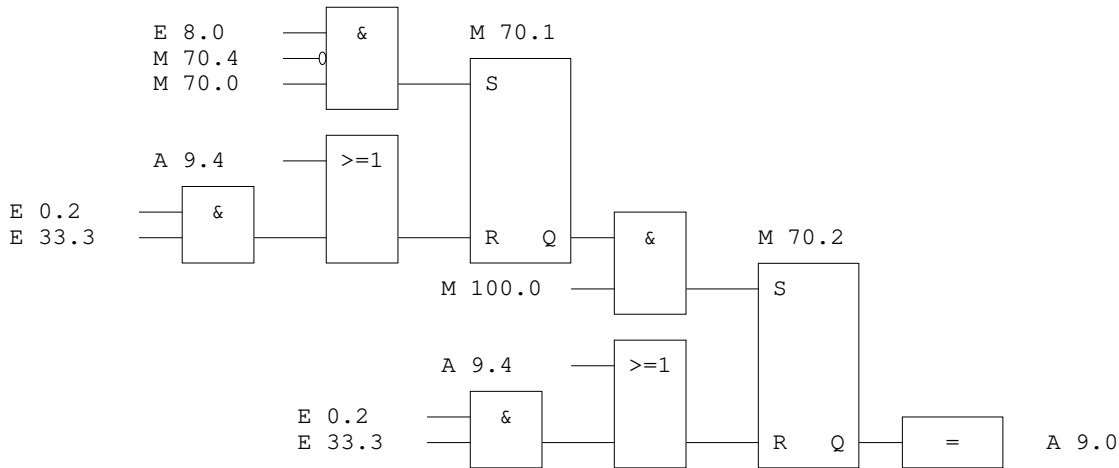 E 8.0 & M 70.1
M 70.4
M 70.0 S
A 9.4 >=1
E 0.2 &
E 33.3 R Q & M 70.2
M 100.0 S
A 9.4 >=1
E 0.2 &
E 33.3 R Q = A 9.0